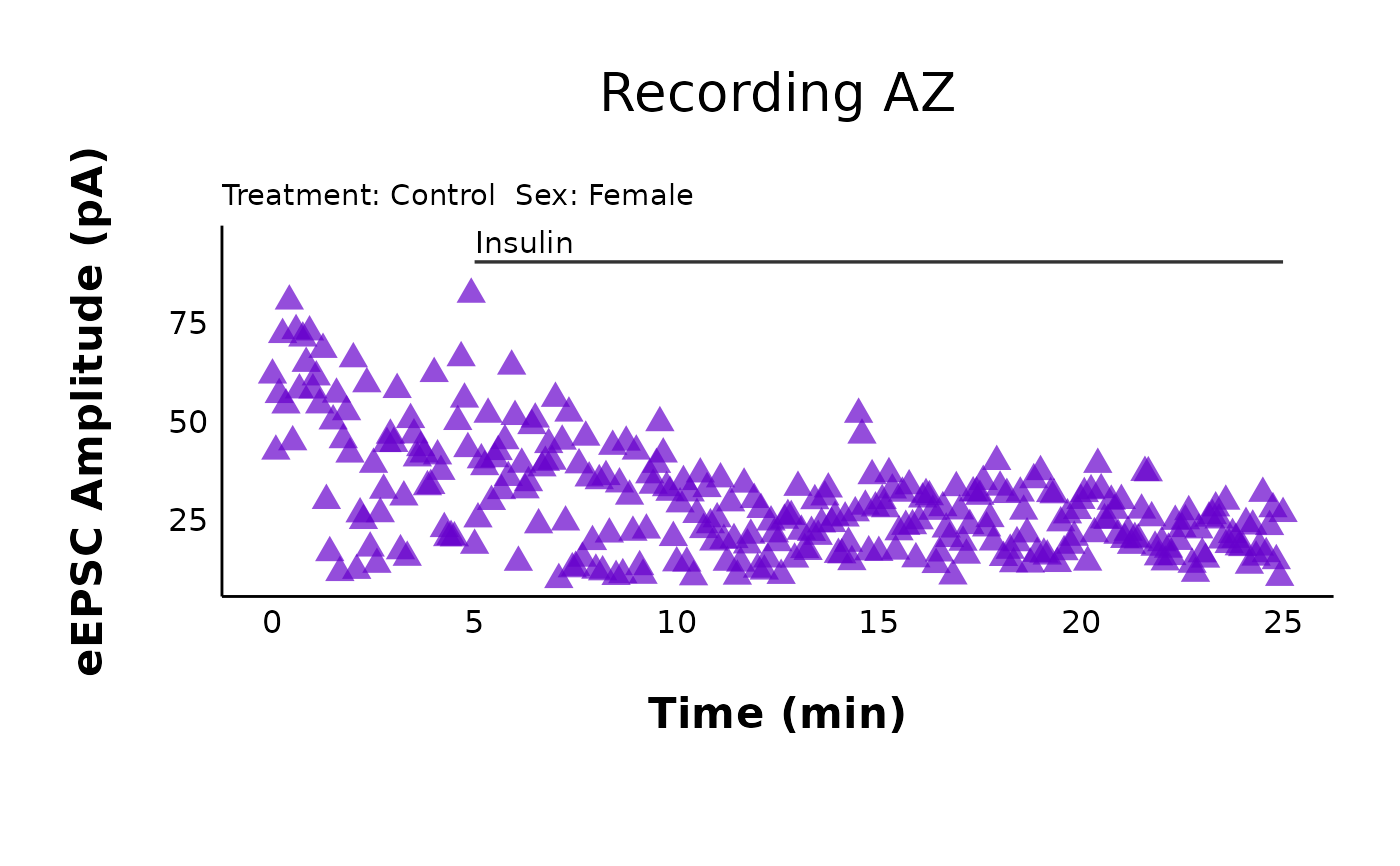 Recording AZ
Treatment: Control  Sex: Female
Insulin
eEPSC Amplitude (pA)
75
50
25
0 5 10 15 20 25
Time (min)